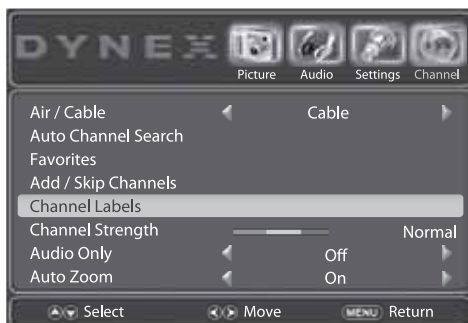 DYNEX
Picture Audio Settings Channel
Air / Cable Cable
Auto Channel Search
Favorites
Add / Skip Channels
Channel Labels
Channel Strength Normal
Audio Only Off
Auto Zoom On
Select Move MENU Return